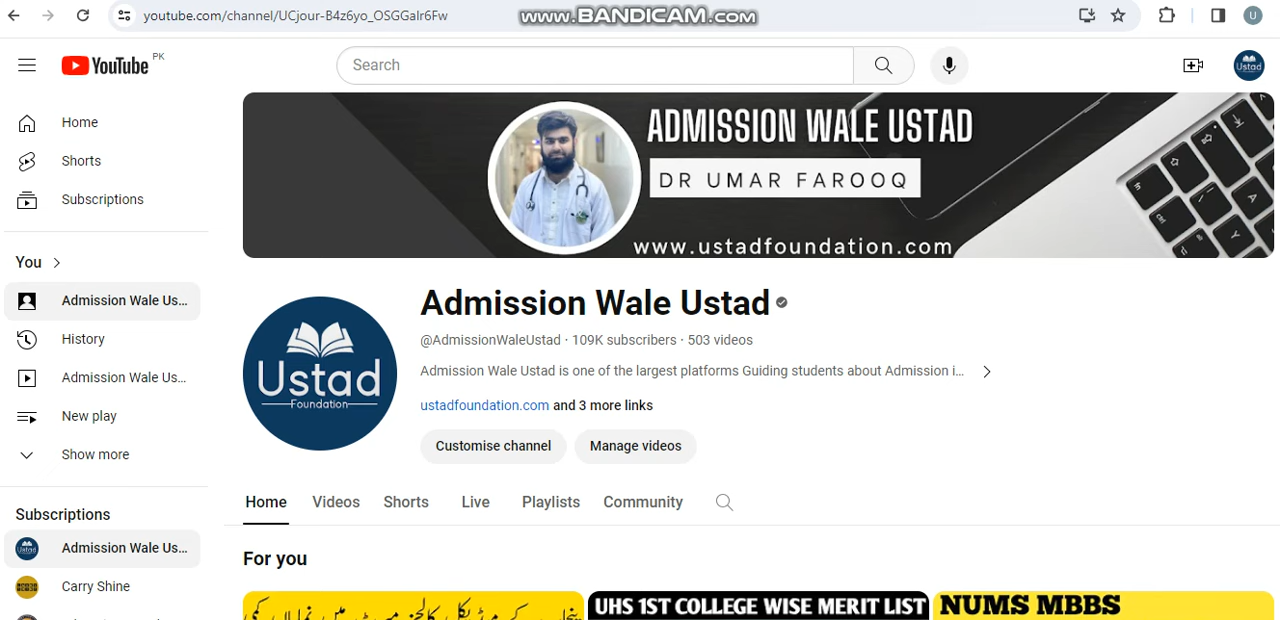 youtube.com/channel/UCjour-B4z6yo_OSGGalr6Fw
www.BANDICAM.com
U
YouTube PK
Search
Ustad
Home
Shorts
Subscriptions
You
Admission Wale Us...
History
Admission Wale Us...
New play
Show more
Subscriptions
Admission Wale Us...
Carry Shine
ADMISSION WALE USTAD
DR UMAR FAROOQ
www.ustadfoundation.com
Ustad
Foundation
Admission Wale Ustad
@AdmissionWaleUstad · 109K subscribers · 503 videos
Admission Wale Ustad is one of the largest platforms Guiding students about Admission i...
ustadfoundation.com and 3 more links
Customise channel Manage videos
Home Videos Shorts Live Playlists Community
For you
UHS 1ST COLLEGE WISE MERIT LIST
NUMS MBBS